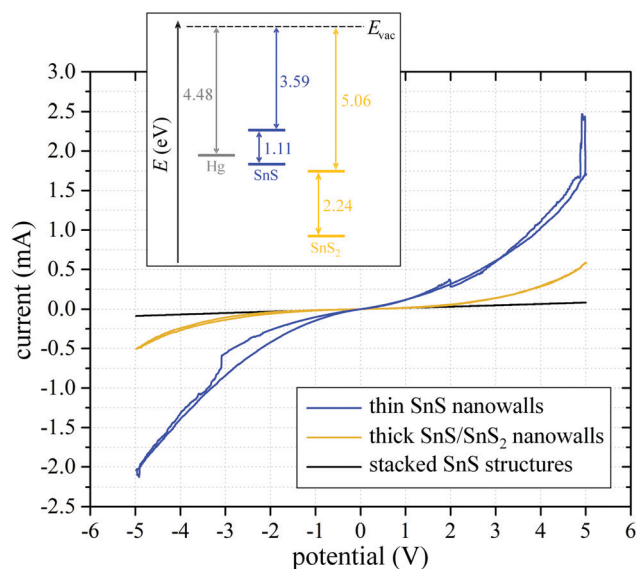 E_vac
4.48
3.59
5.06
1.11
2.24
Hg
SnS
SnS₂
E (eV)
3.0
2.5
2.0
1.5
1.0
0.5
0.0
-0.5
-1.0
-1.5
-2.0
-2.5
current (mA)
thin SnS nanowalls
thick SnS/SnS₂ nanowalls
stacked SnS structures
-6 -5 -4 -3 -2 -1 0 1 2 3 4 5 6
potential (V)